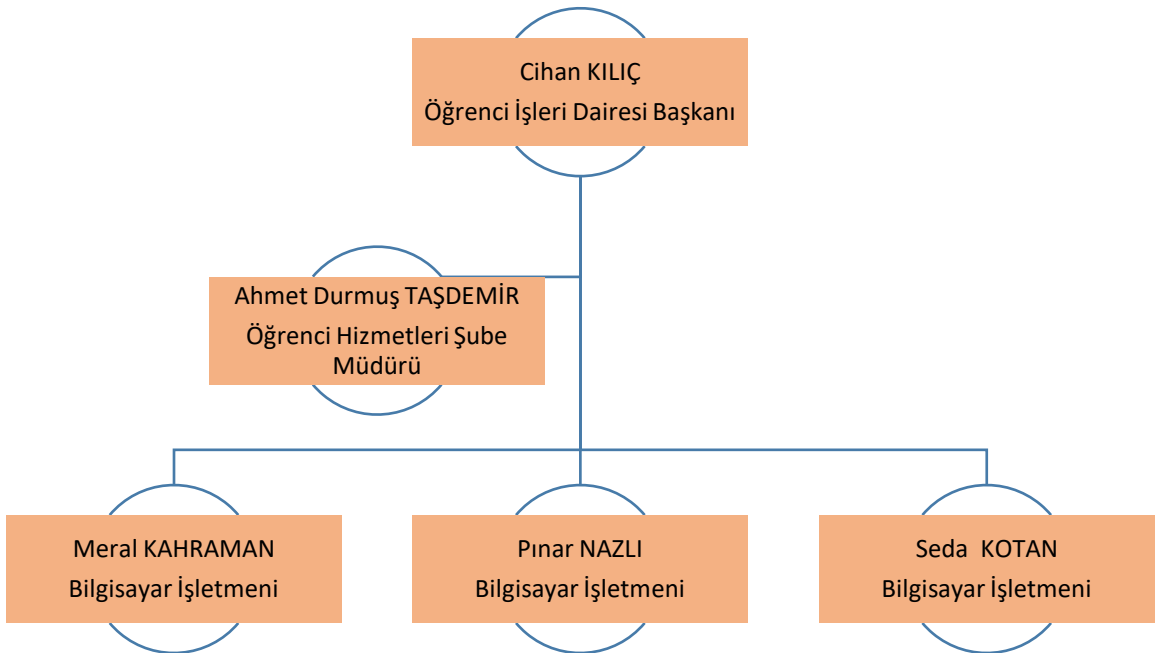 Cihan KILIÇ
Öğrenci İşleri Dairesi Başkanı
Ahmet Durmuş TAŞDEMİR
Öğrenci Hizmetleri Şube
Müdürü
Meral KAHRAMAN
Bilgisayar İşletmeni
Pınar NAZLI
Bilgisayar İşletmeni
Seda  KOTAN
Bilgisayar İşletmeni